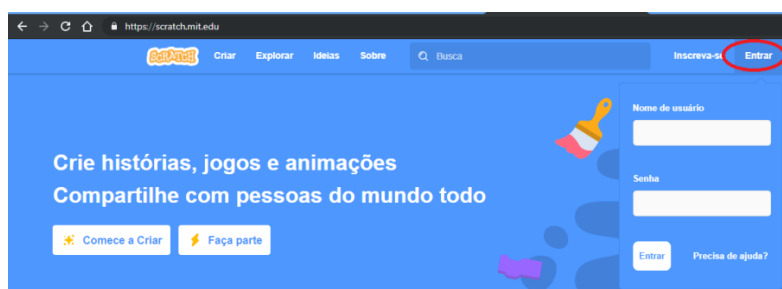 https://scratch.mit.edu
SCRATCH Criar Explorar Ideias Sobre Busca Inscreva-se Entrar
Nome de usuário
Crie histórias, jogos e animações
Compartilhe com pessoas do mundo todo
Senha
Comece a Criar Faça parte
Entrar Precisa de ajuda?